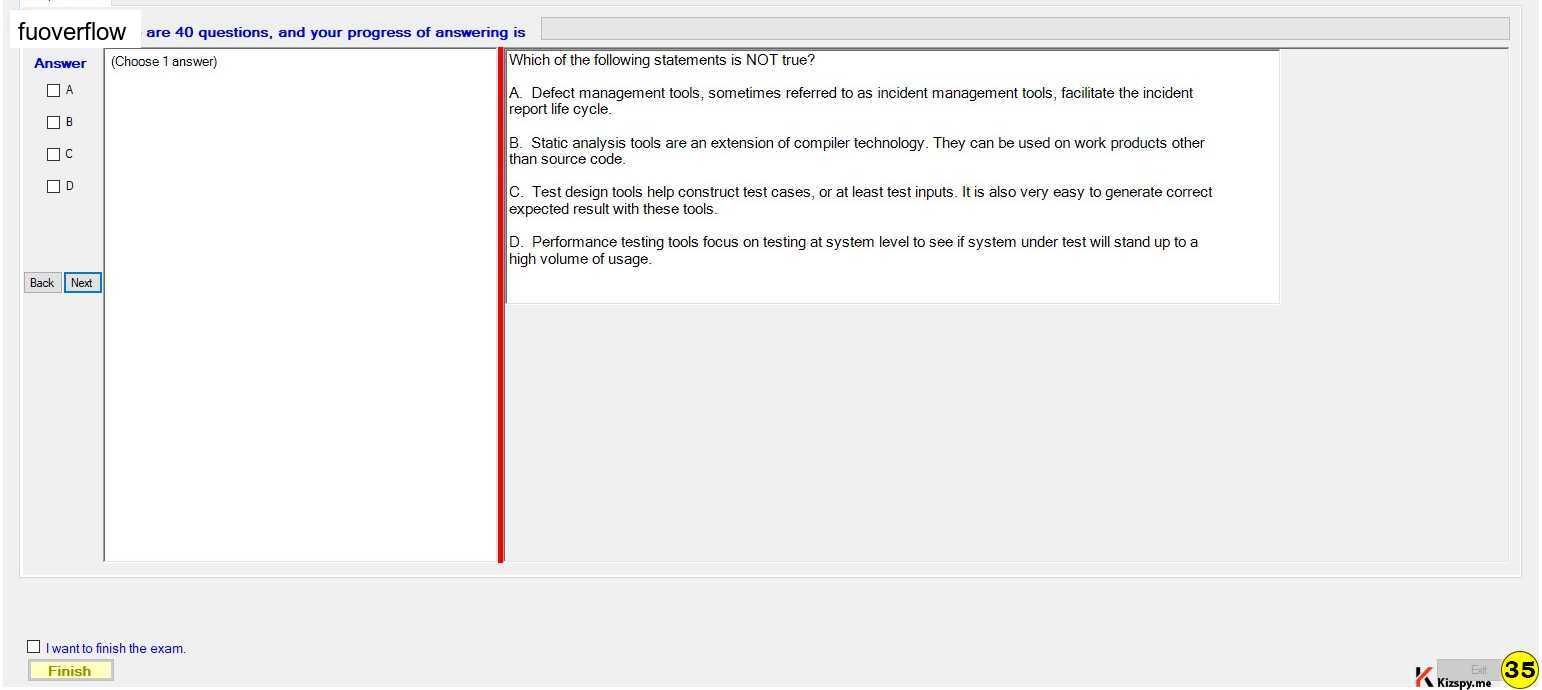 fuoverflow are 40 questions, and your progress of answering is
Answer
(Choose 1 answer)
A
B
C
D
Back
Next
Which of the following statements is NOT true?
A. Defect management tools, sometimes referred to as incident management tools, facilitate the incident
report life cycle.
B. Static analysis tools are an extension of compiler technology. They can be used on work products other
than source code.
C. Test design tools help construct test cases, or at least test inputs. It is also very easy to generate correct
expected result with these tools.
D. Performance testing tools focus on testing at system level to see if system under test will stand up to a
high volume of usage.
I want to finish the exam.
Finish
Exit
Kizspy.me
35